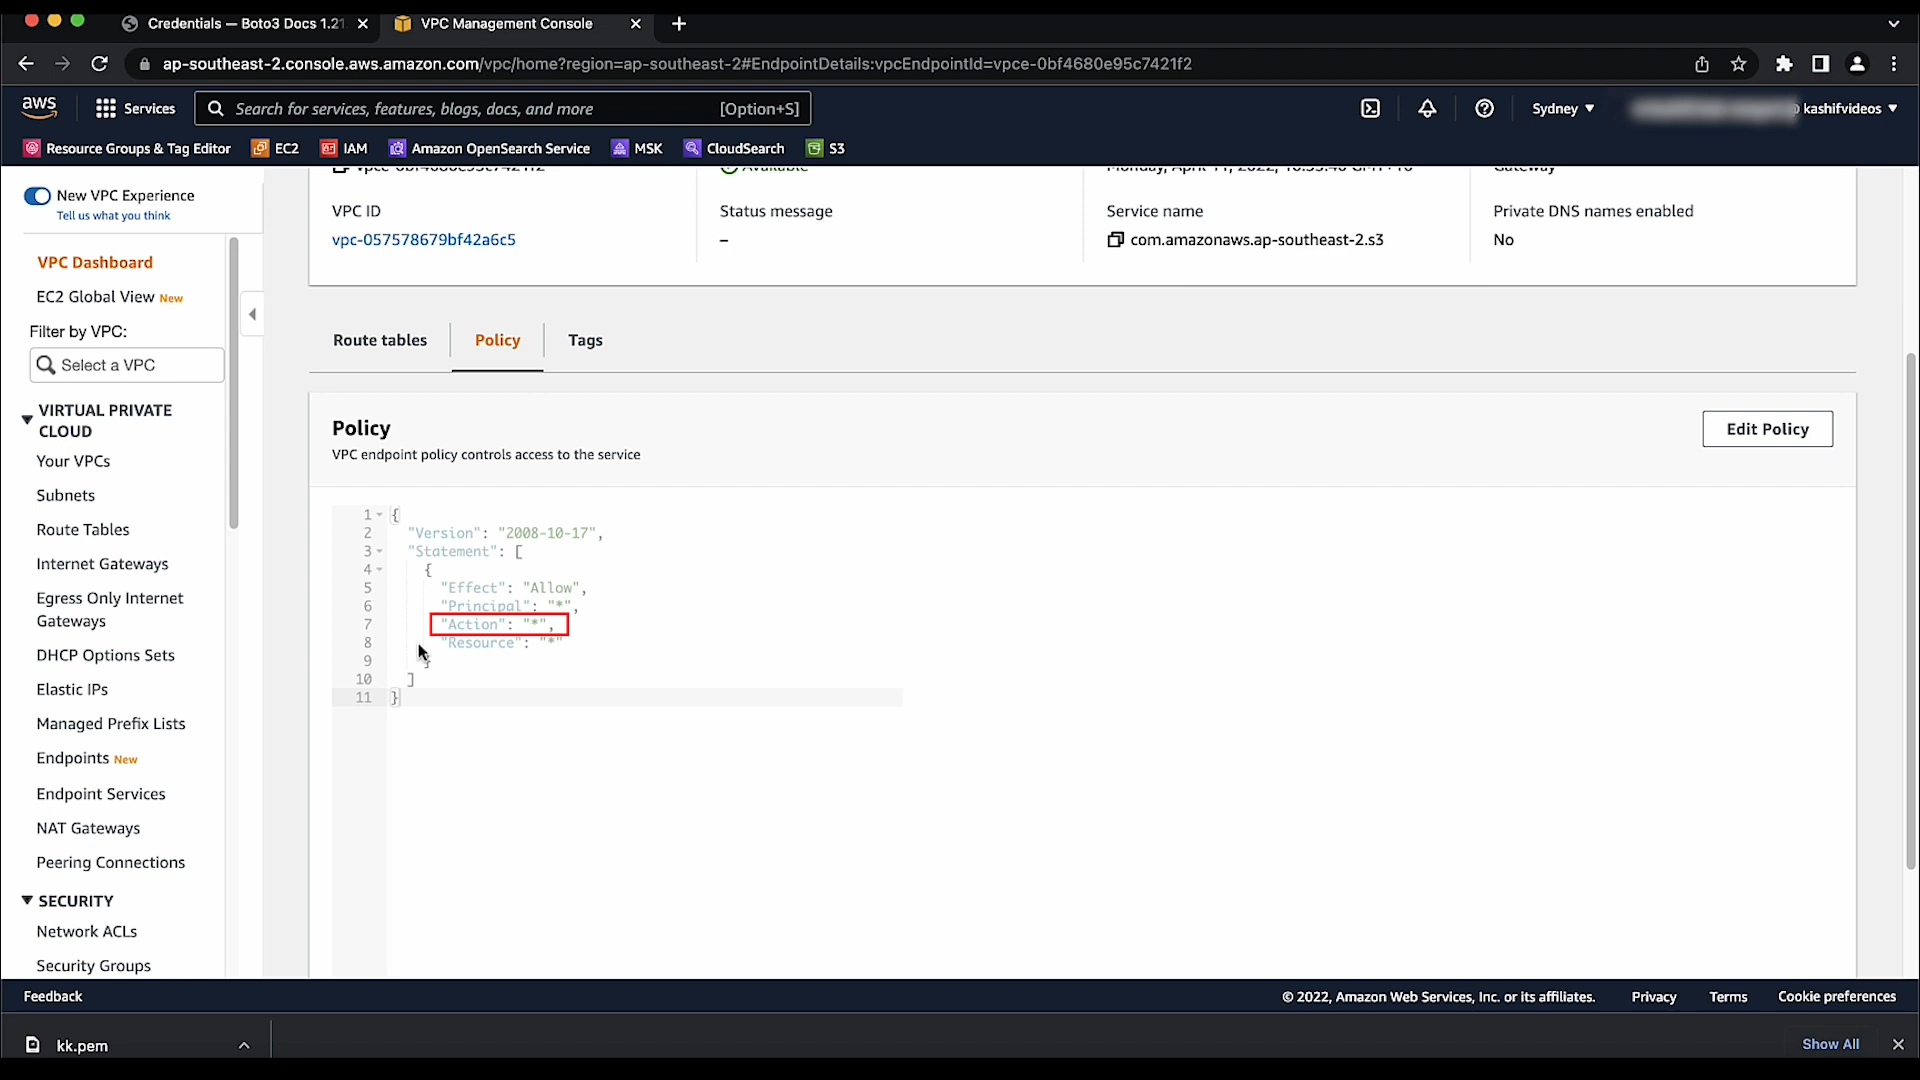 Credentials — Boto3 Docs 1.21
VPC Management Console
ap-southeast-2.console.aws.amazon.com/vpc/home?region=ap-southeast-2#EndpointDetails:vpcEndpointId=vpce-0bf4680e95c7421f2
aws
Services
Search for services, features, blogs, docs, and more
[Option+S]
Sydney
kashifvideos
Resource Groups & Tag Editor
EC2
IAM
Amazon OpenSearch Service
MSK
CloudSearch
S3
New VPC Experience
Tell us what you think
VPC Dashboard
EC2 Global View New
Filter by VPC:
Select a VPC
VIRTUAL PRIVATE
CLOUD
Your VPCs
Subnets
Route Tables
Internet Gateways
Egress Only Internet
Gateways
DHCP Options Sets
Elastic IPs
Managed Prefix Lists
Endpoints New
Endpoint Services
NAT Gateways
Peering Connections
SECURITY
Network ACLs
Security Groups
vpce-0bf4680e95c7421f2
Available
Gateway
VPC ID
vpc-057578679bf42a6c5
Status message
–
Service name
com.amazonaws.ap-southeast-2.s3
Private DNS names enabled
No
Route tables
Policy
Tags
Policy
VPC endpoint policy controls access to the service
Edit Policy
1 {
2 "Version": "2008-10-17",
3 "Statement": [
4 {
5 "Effect": "Allow",
6 "Principal": "*",
7 "Action": "*",
8 "Resource": "*"
9 }
10 ]
11 }
Feedback
© 2022, Amazon Web Services, Inc. or its affiliates.
Privacy
Terms
Cookie preferences
kk.pem
Show All